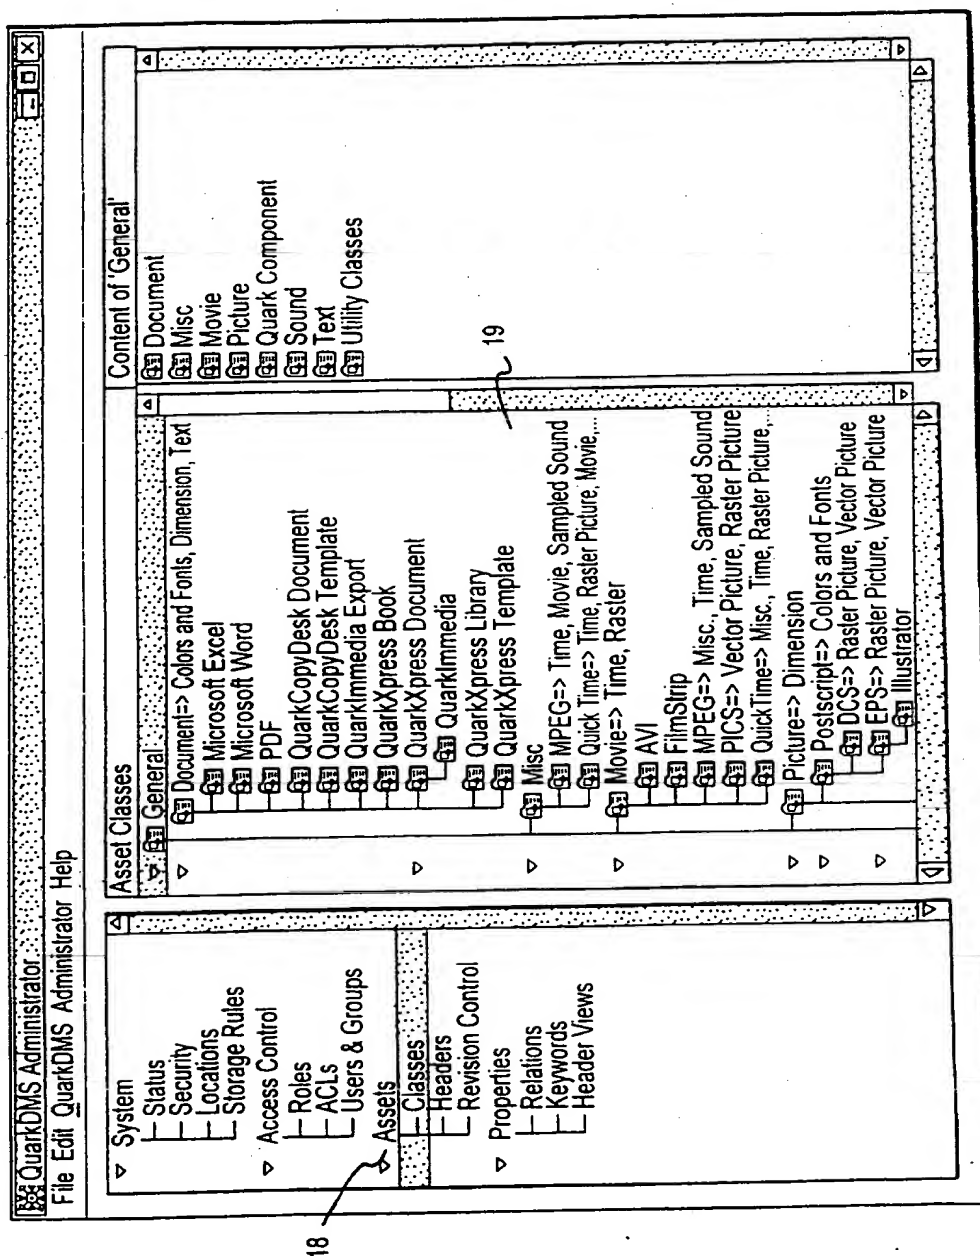 QuarkDMS Administrator
File Edit QuarkDMS Administrator Help
System
Status
Security
Locations
Storage Rules
Access Control
Roles
ACLs
Users & Groups
Assets
Classes
Headers
Revision Control
Properties
Relations
Keywords
Header Views
18
Asset Classes
General
Document=> Colors and Fonts, Dimension, Text
Microsoft Excel
Microsoft Word
PDF
QuarkCopyDesk Document
QuarkCopyDesk Template
QuarkImmedia Export
QuarkXpress Book
QuarkXpress Document
QuarkImmedia
QuarkXpress Library
QuarkXpress Template
Misc
MPEG=> Time, Movie, Sampled Sound
Quick Time=> Time, Raster Picture, Movie,...
Movie=> Time, Raster
AVI
FilmStrip
MPEG=> Misc, Time, Sampled Sound
PICS=> Vector Picture, Raster Picture
QuickTime=> Misc., Time, Raster Picture,...
Picture=> Dimension
Postscript=> Colors and Fonts
DCS=> Raster Picture, Vector Picture
EPS=> Raster Picture, Vector Picture
Illustrator
19
Content of 'General'
Document
Misc
Movie
Picture
Quark Component
Sound
Text
Utility Classes